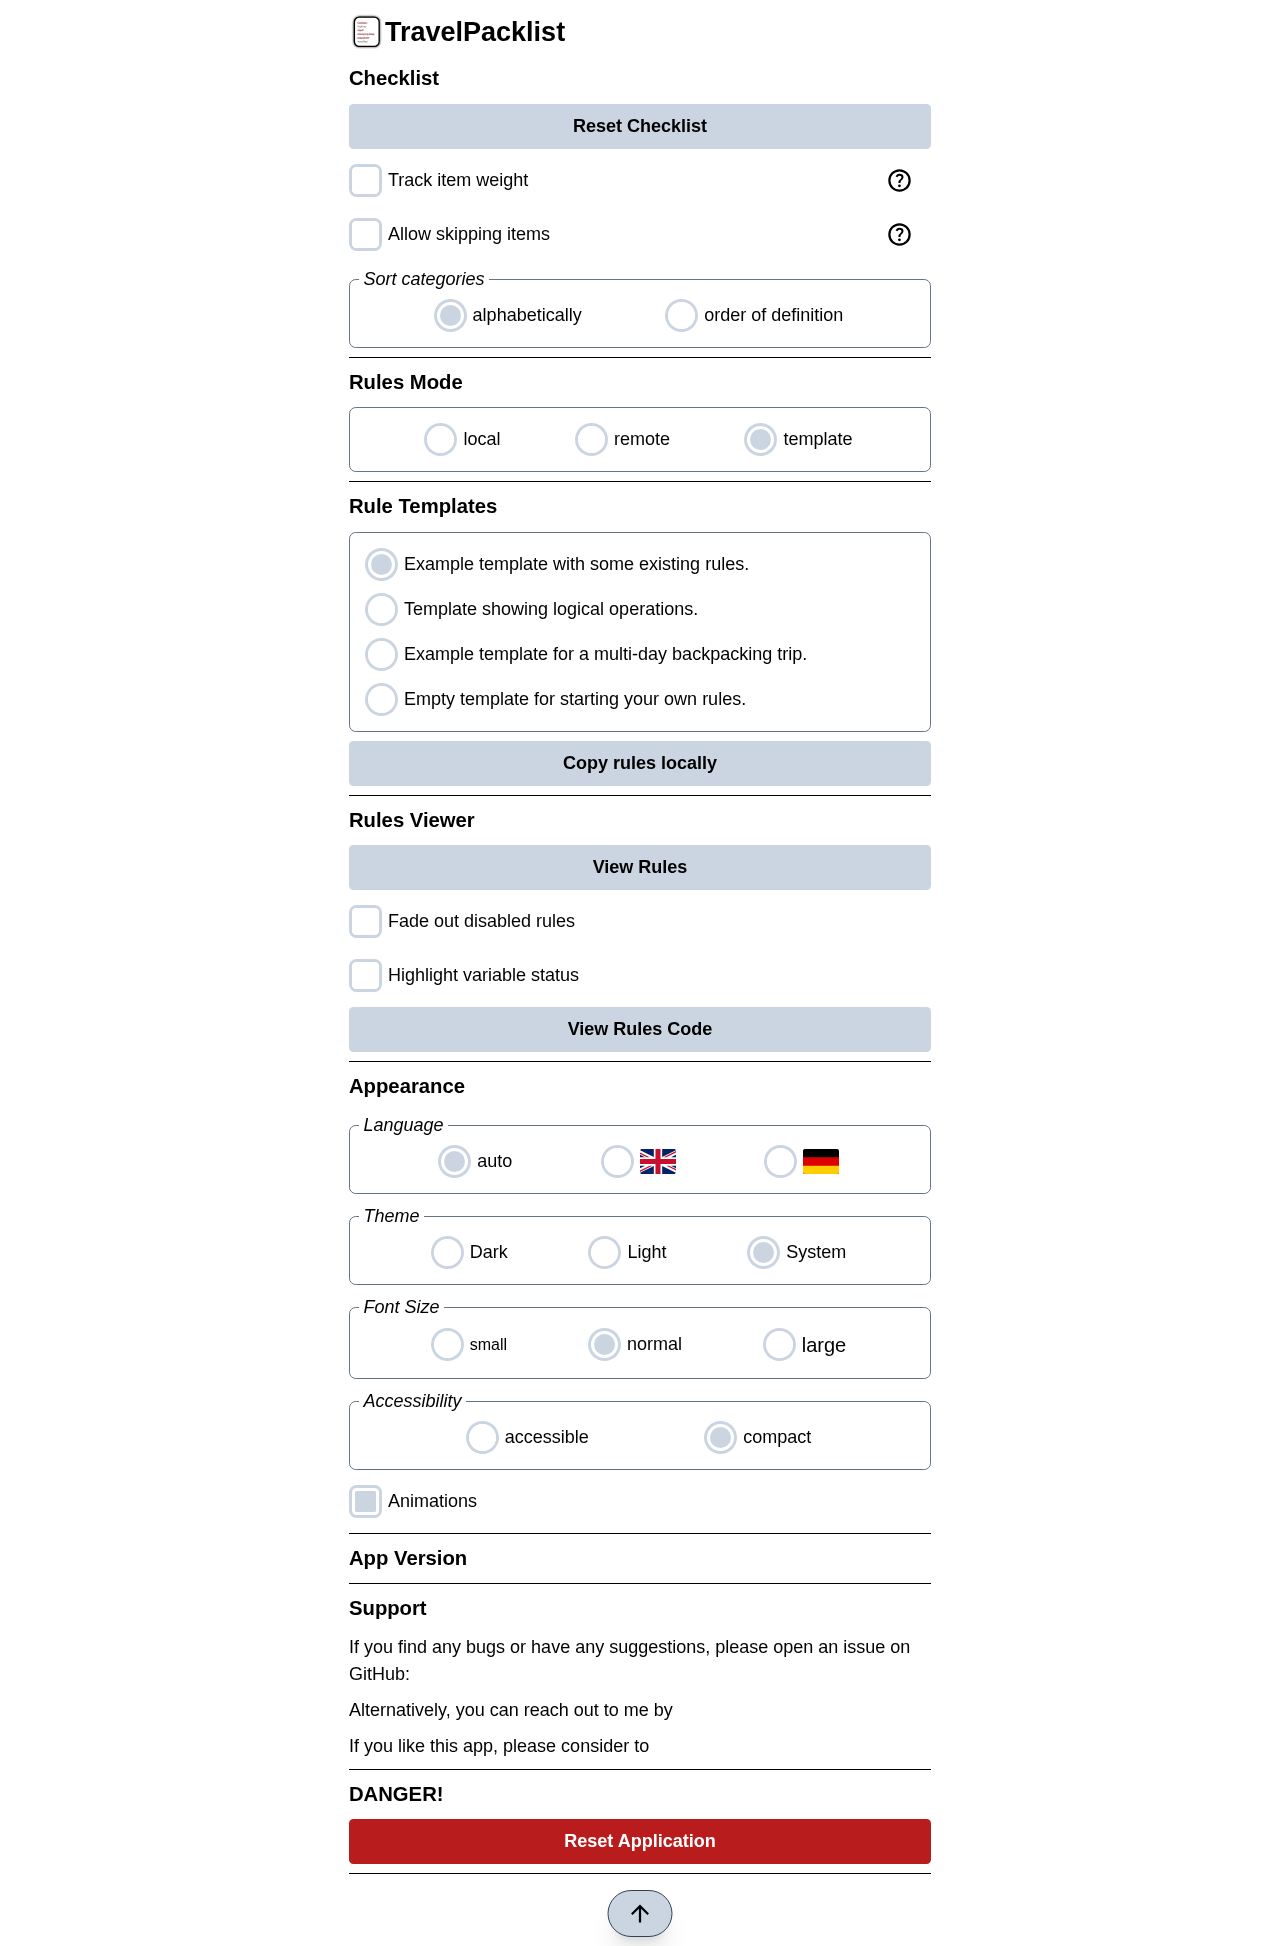 TravelPacklist
Checklist
Reset Checklist
Track item weight
Allow skipping items
Sort categories
alphabetically order of definition
Rules Mode
local remote template
Rule Templates
Example template with some existing rules.
Template showing logical operations.
Example template for a multi-day backpacking trip.
Empty template for starting your own rules.
Copy rules locally
Rules Viewer
View Rules
Fade out disabled rules
Highlight variable status
View Rules Code
Appearance
Language
auto
Theme
Dark Light System
Font Size
small normal large
Accessibility
accessible compact
Animations
App Version
Support
If you find any bugs or have any suggestions, please open an issue on
GitHub:
Alternatively, you can reach out to me by
If you like this app, please consider to
DANGER!
Reset Application